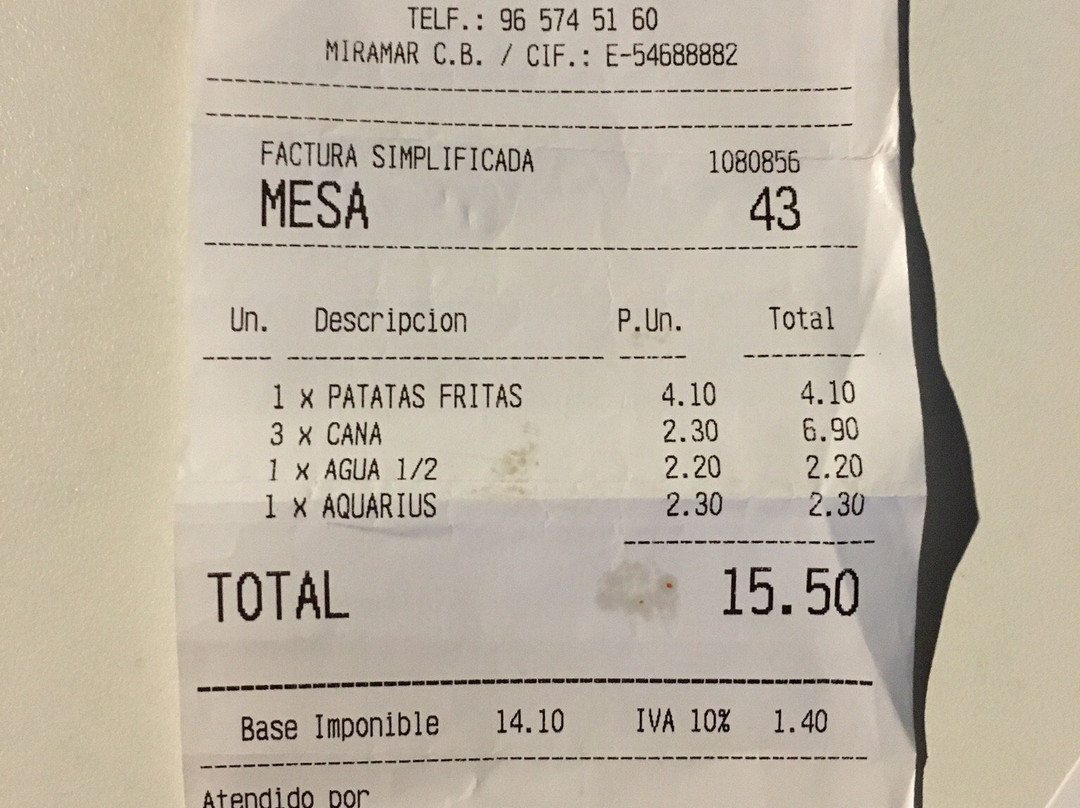 TELF.: 96 574 51 60
MIRAMAR C.B. / CIF.: E-54688882
FACTURA SIMPLIFICADA 1080856
MESA 43
Un. Descripcion P.Un. Total
1 x PATATAS FRITAS 4.10 4.10
3 x CANA 2.30 6.90
1 x AGUA 1/2 2.20 2.20
1 x AQUARIUS 2.30 2.30
TOTAL 15.50
Base Imponible 14.10 IVA 10% 1.40
Atendido por